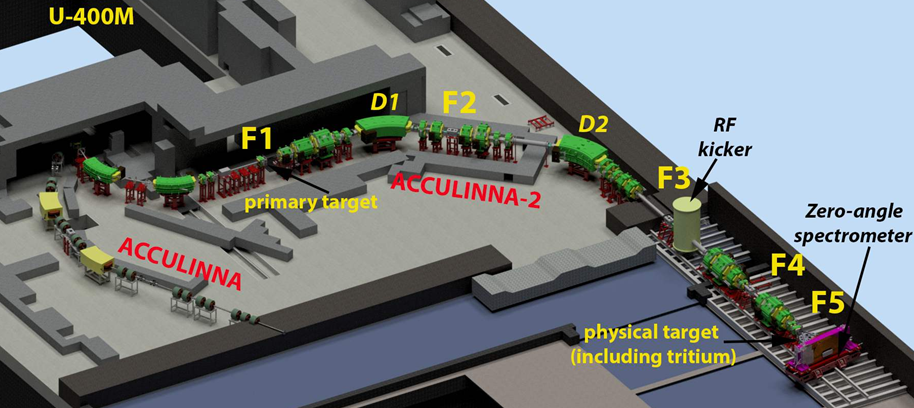 U-400M
D1
F2
F1
D2
RF
kicker
F3
primary target
ACCULINNA-2
Zero-angle
spectrometer
ACCULINNA
F4
F5
physical target
(including tritium)